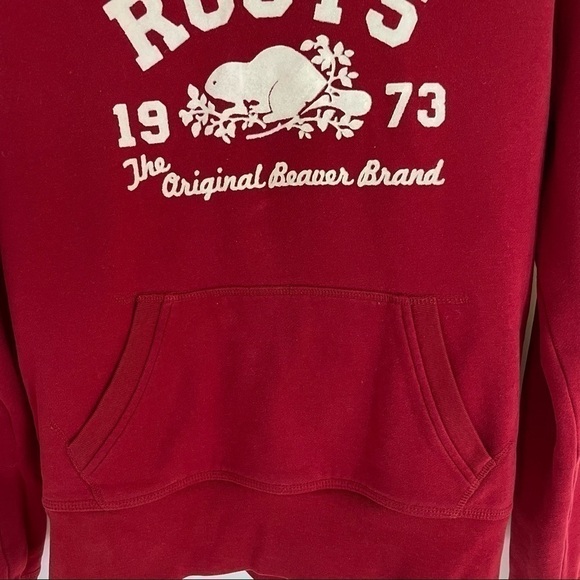 ROOTS
19 73
The Original Beaver Brand